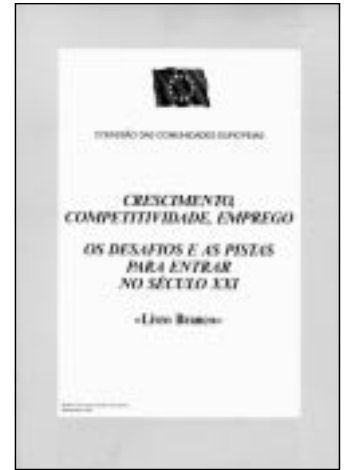 COMISSÃO DAS COMUNIDADES EUROPEIAS
CRESCIMENTO,
COMPETITIVIDADE, EMPREGO
OS DESAFIOS E AS PISTAS
PARA ENTRAR
NO SÉCULO XXI
«Livro Branco»